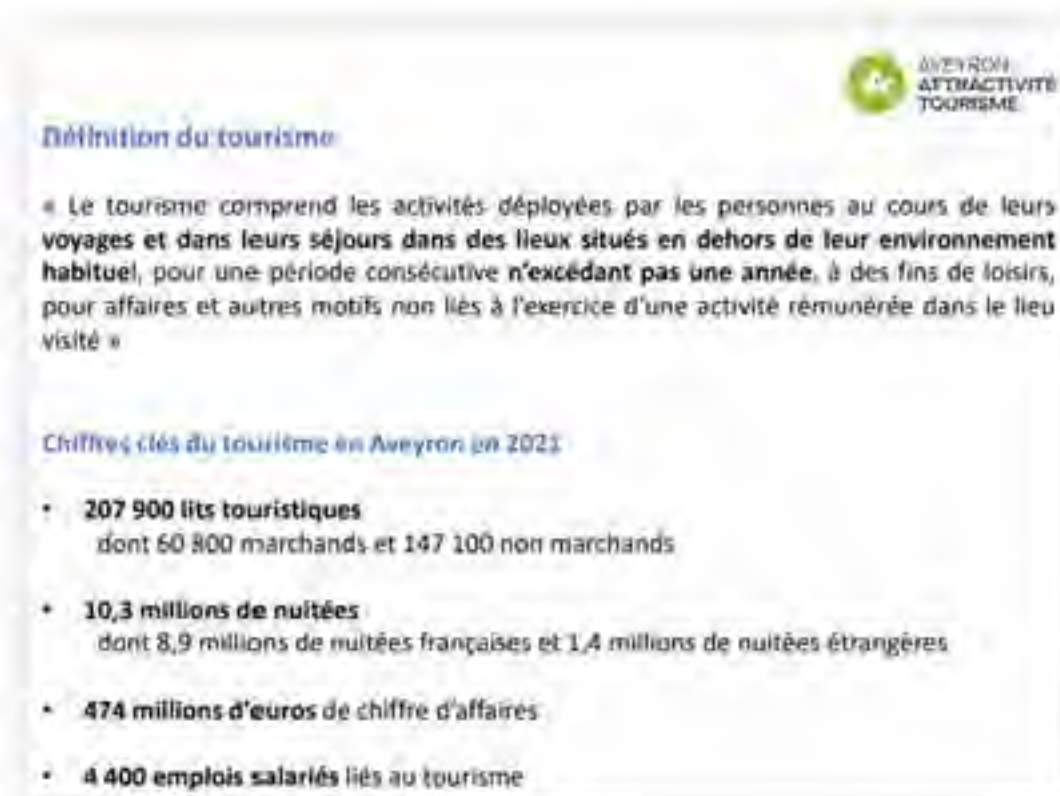 AVEYRON
ATTRACTIVITÉ
TOURISME
Définition du tourisme
« Le tourisme comprend les activités déployées par les personnes au cours de leurs
voyages et dans leurs séjours dans des lieux situés en dehors de leur environnement
habituel, pour une période consécutive n'excédant pas une année, à des fins de loisirs,
pour affaires et autres motifs non liés à l'exercice d'une activité rémunérée dans le lieu
visité »
Chiffres clés du tourisme en Aveyron en 2021
• 207 900 lits touristiques
dont 60 800 marchands et 147 100 non marchands
• 10,3 millions de nuitées
dont 8,9 millions de nuitées françaises et 1,4 millions de nuitées étrangères
• 474 millions d'euros de chiffre d'affaires
• 4 400 emplois salariés liés au tourisme